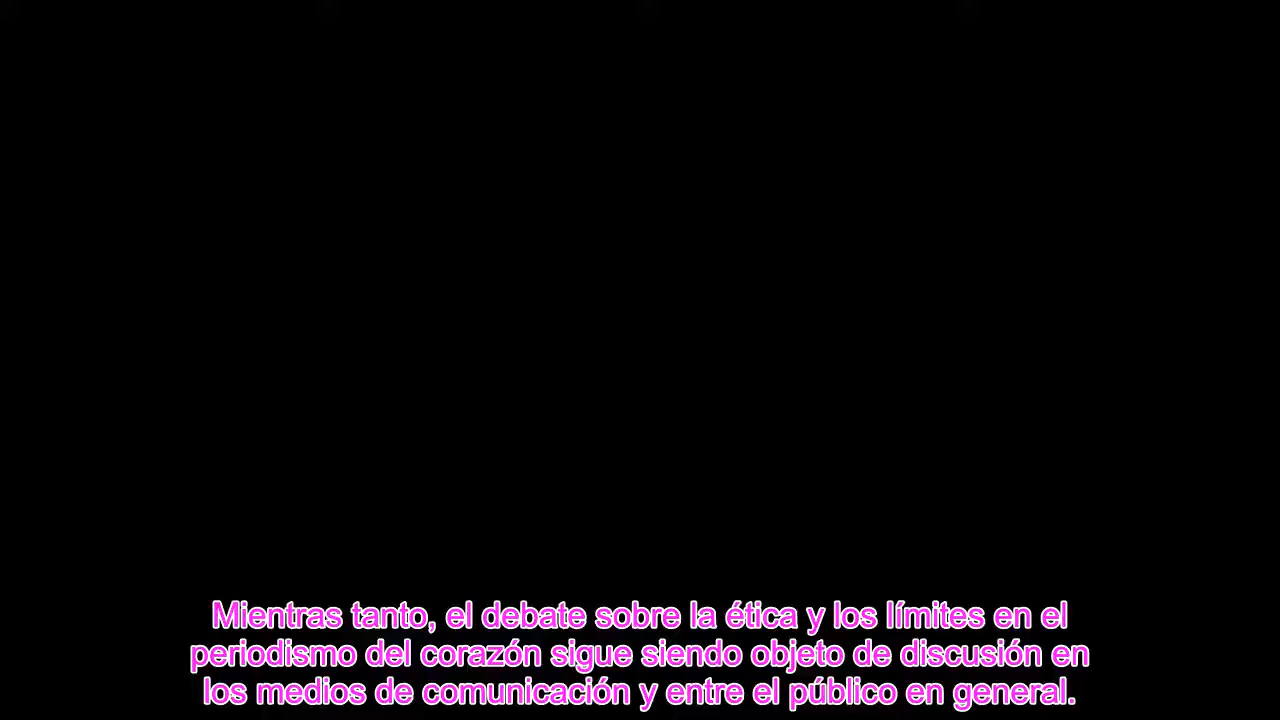 Mientras tanto, el debate sobre la ética y los límites en el
periodismo del corazón sigue siendo objeto de discusión en
los medios de comunicación y entre el público en general.